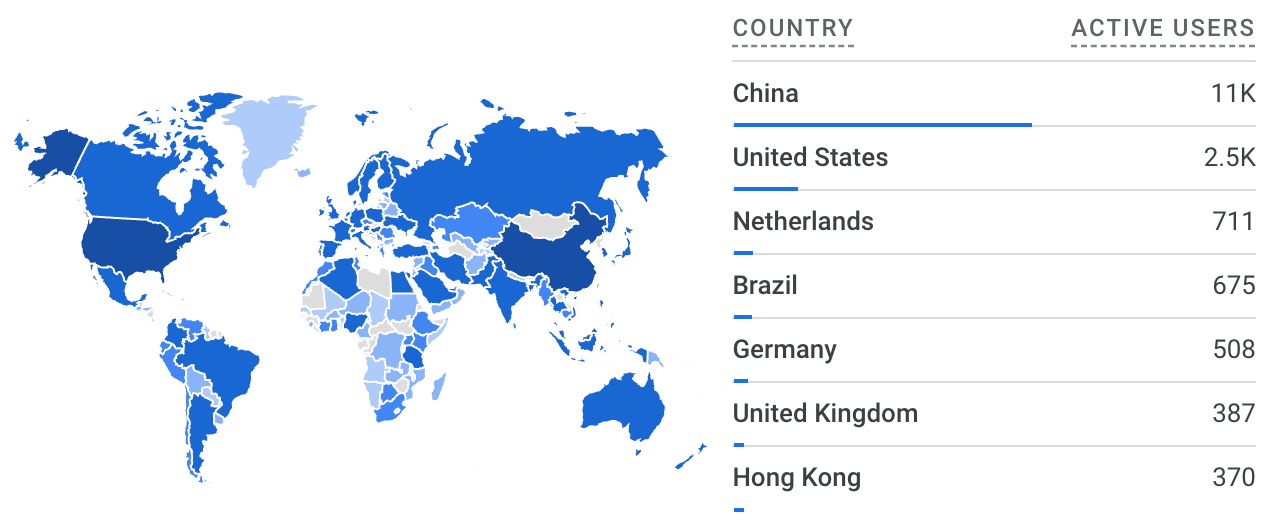 COUNTRY ACTIVE USERS
China 11K
United States 2.5K
Netherlands 711
Brazil 675
Germany 508
United Kingdom 387
Hong Kong 370